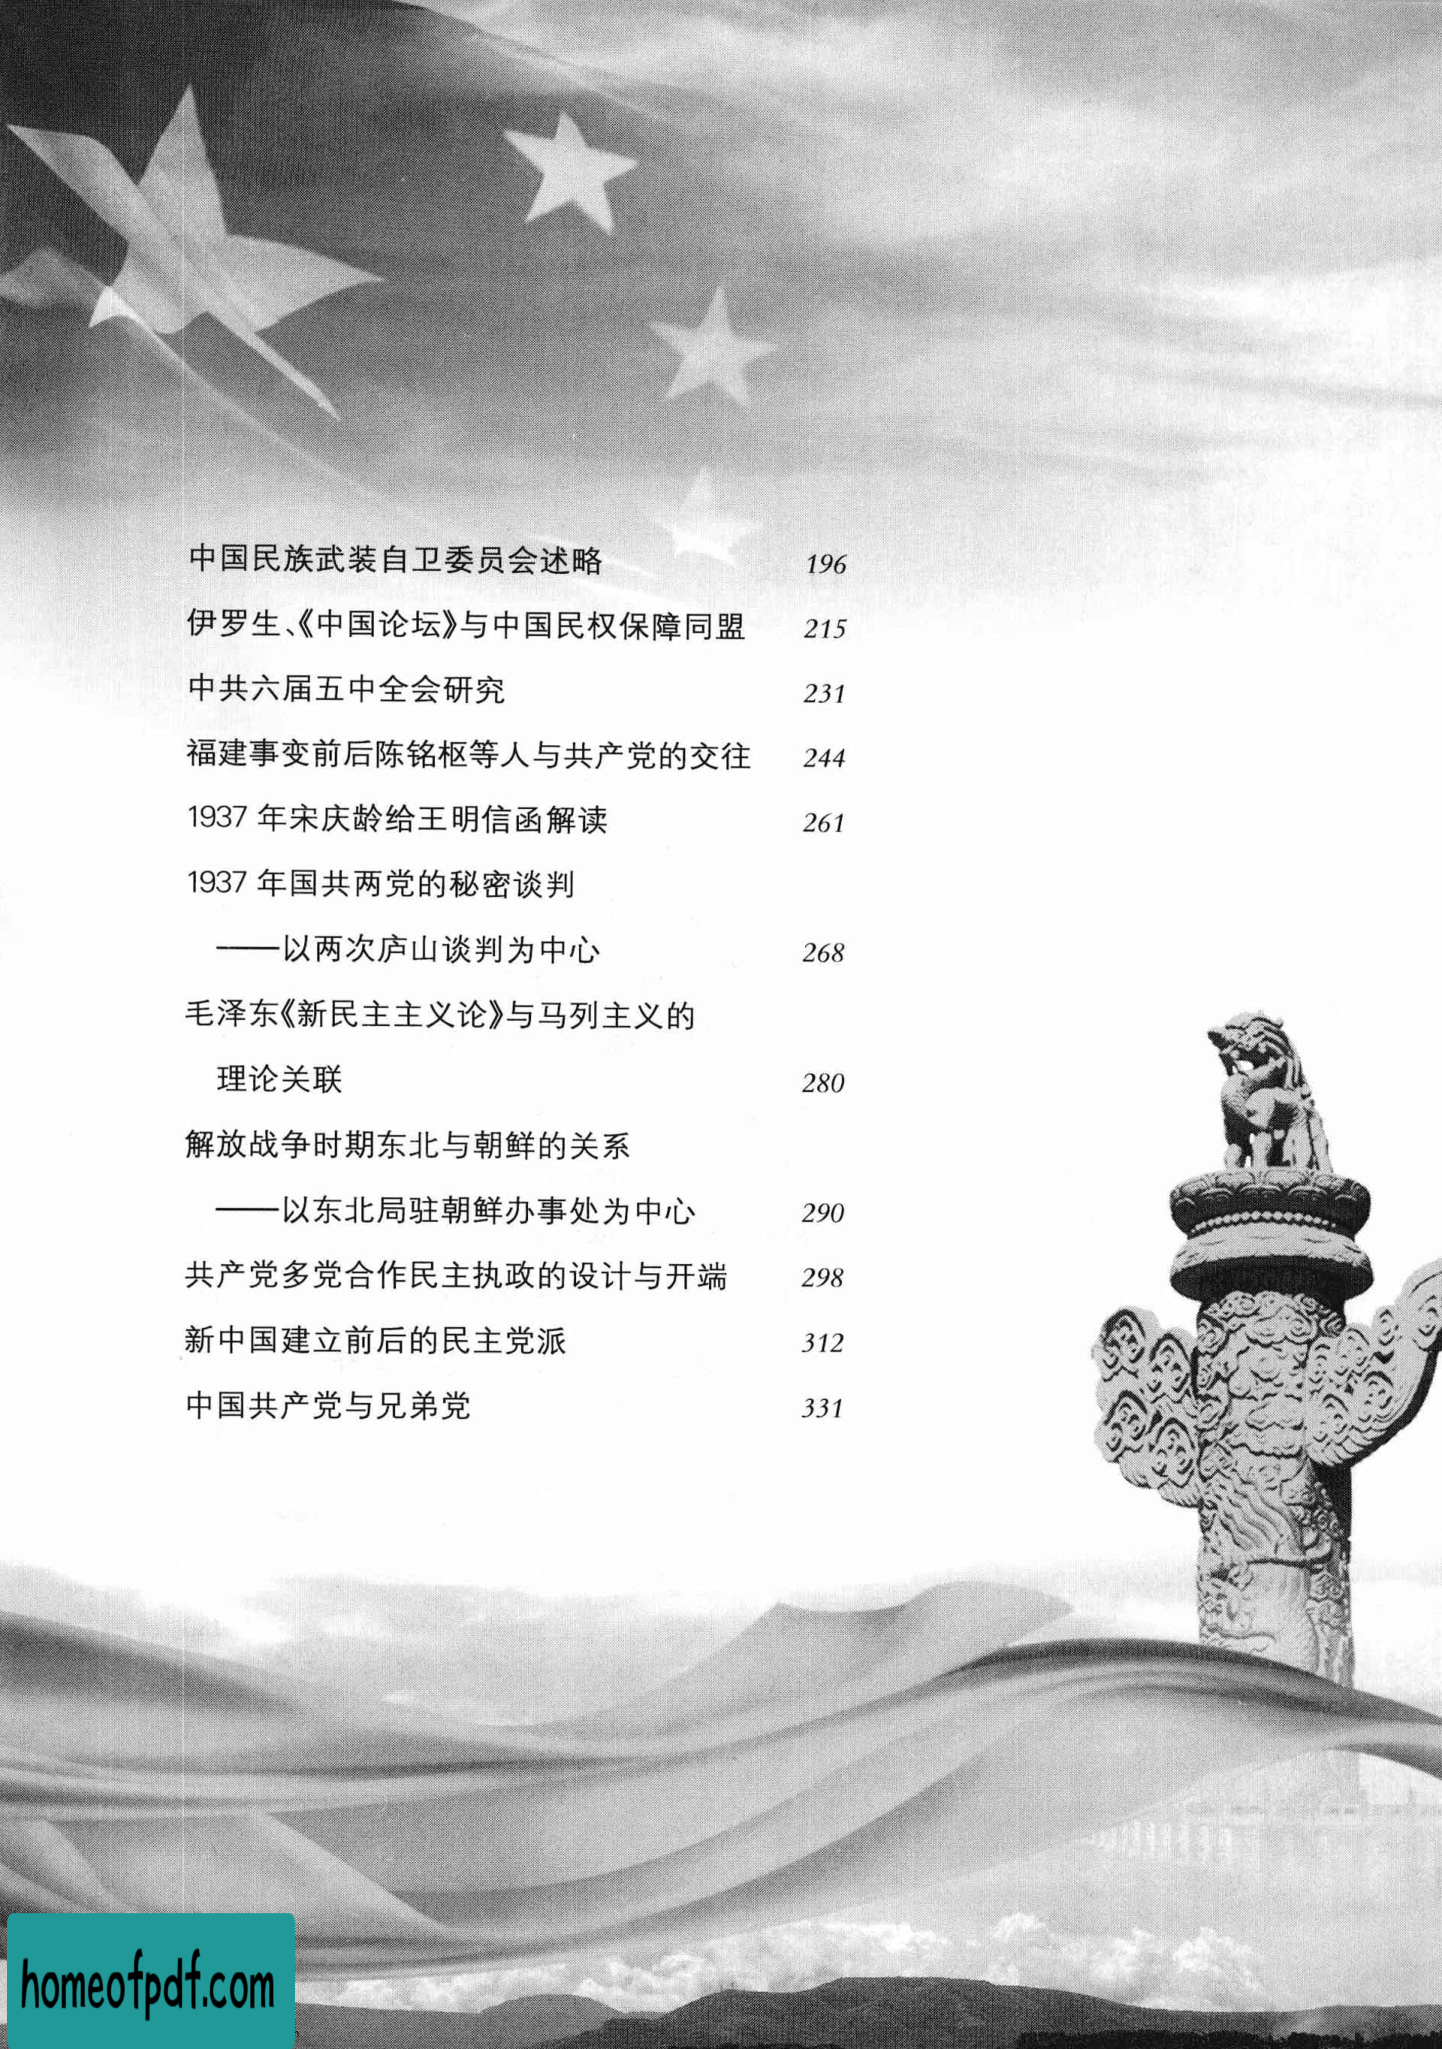 中国民族武装自卫委员会述略 196
伊罗生、《中国论坛》与中国民权保障同盟 215
中共六届五中全会研究 231
福建事变前后陈铭枢等人与共产党的交往 244
1937 年宋庆龄给王明信函解读 261
1937 年国共两党的秘密谈判
——以两次庐山谈判为中心 268
毛泽东《新民主主义论》与马列主义的
理论关联 280
解放战争时期东北与朝鲜的关系
——以东北局驻朝鲜办事处为中心 290
共产党多党合作民主执政的设计与开端 298
新中国建立前后的民主党派 312
中国共产党与兄弟党 331
homeofpdf.com